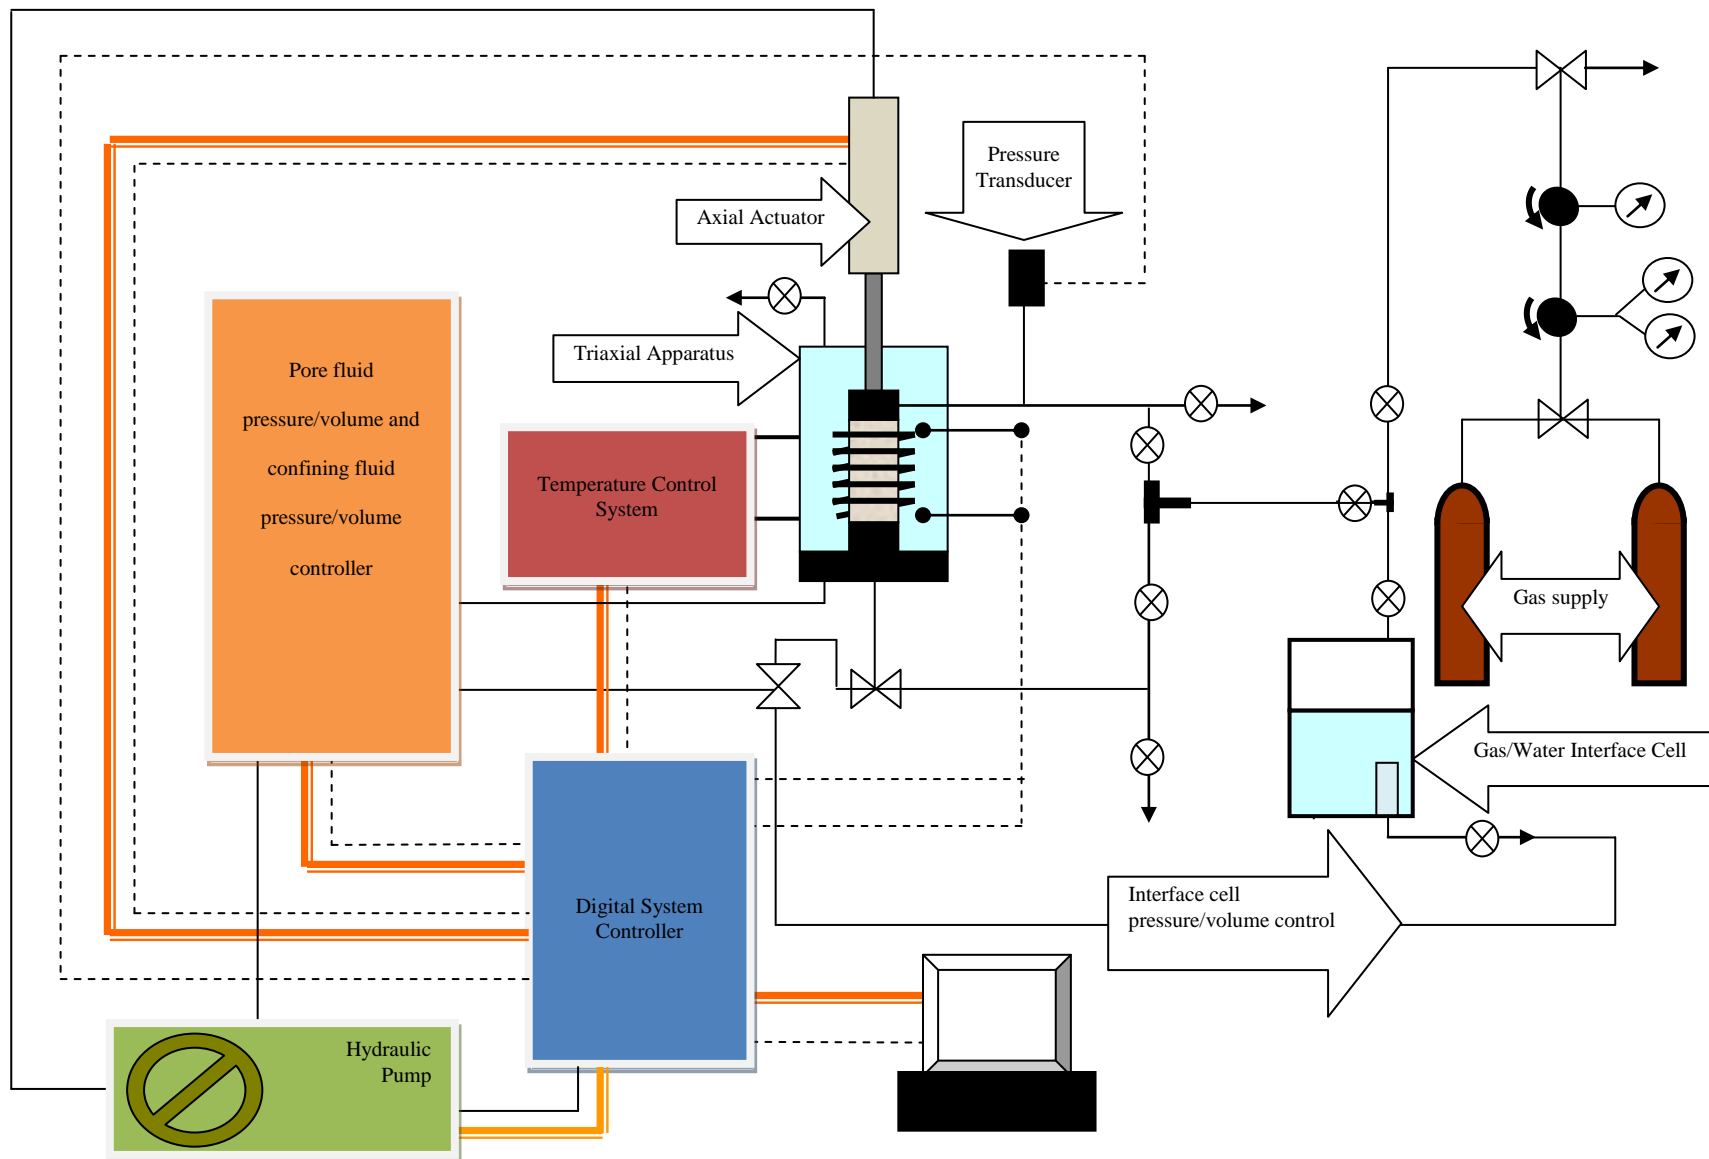 Pressure
Transducer
Axial Actuator
Triaxial Apparatus
Pore fluid
pressure/volume and
confining fluid
pressure/volume
controller
Temperature Control
System
Gas supply
Gas/Water Interface Cell
Digital System
Controller
Interface cell
pressure/volume control
Hydraulic
Pump